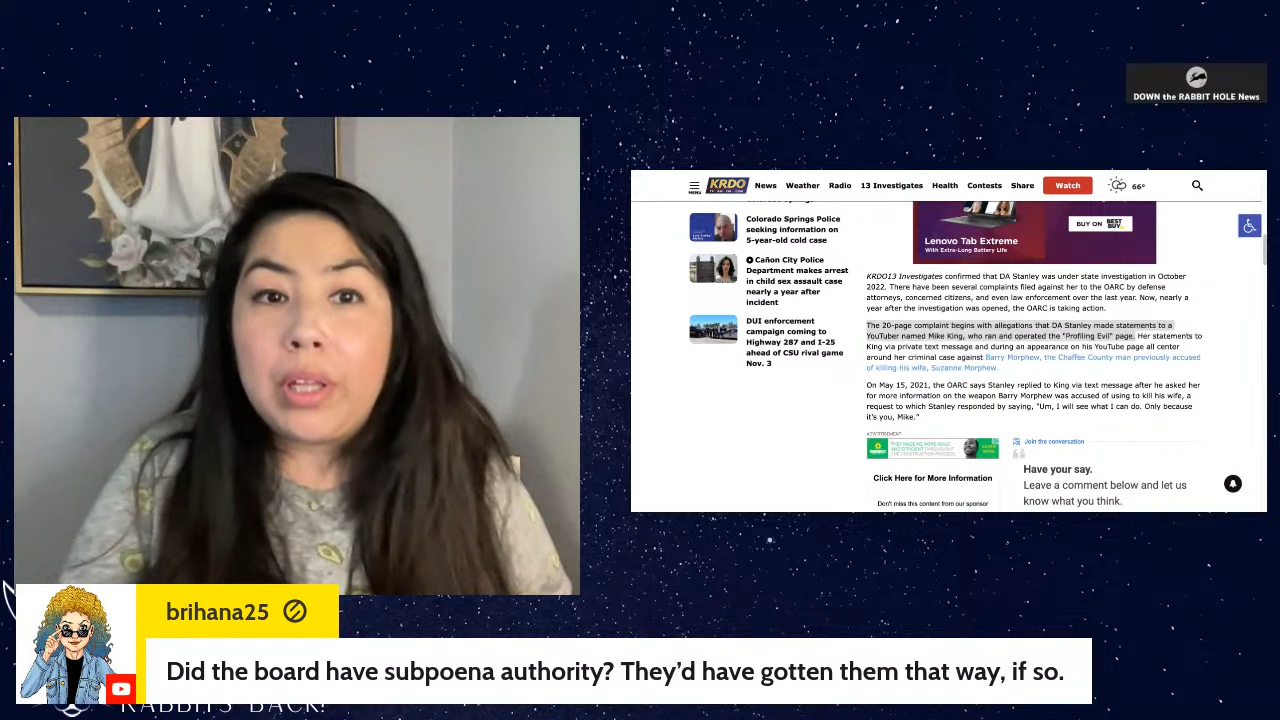 DOWN the RABBIT HOLE News
MENU
KRDO
News Weather Radio 13 Investigates Health Contests Share Watch 66°
Colorado Springs Police
seeking information on
5-year-old cold case
Cañon City Police
Department makes arrest
in child sex assault case
nearly a year after
incident
DUI enforcement
campaign coming to
Highway 287 and I-25
ahead of CSU rival game
Nov. 3
Lenovo Tab Extreme
With Extra-Long Battery Life
BUY ON BEST BUY
KRDO13 Investigates confirmed that DA Stanley was under state investigation in October
2022. There have been several complaints filed against her to the OARC by defense
attorneys, concerned citizens, and even law enforcement over the last year. Now, nearly a
year after the investigation was opened, the OARC is taking action.
The 20-page complaint begins with allegations that DA Stanley made statements to a
YouTuber named Mike King, who ran and operated the "Profiling Evil" page. Her statements to
King via private text message and during an appearance on his YouTube page all center
around her criminal case against Barry Morphew, the Chaffee County man previously accused
of killing his wife, Suzanne Morphew.
On May 15, 2021, the OARC says Stanley replied to King via text message after he asked her
for more information on the weapon Barry Morphew was accused of using to kill his wife, a
request to which Stanley responded by saying, "Um, I will see what I can do. Only because
it's you, Mike."
ADVERTISEMENT
THEY MADE ME MORE AGILE
AND EFFICIENT THROUGHOUT
THE CONSTRUCTION PROCESS.
Click Here for More Information
Don't miss this content from our sponsor
Join the conversation
Have your say.
Leave a comment below and let us
know what you think.
brihana25
Did the board have subpoena authority? They'd have gotten them that way, if so.